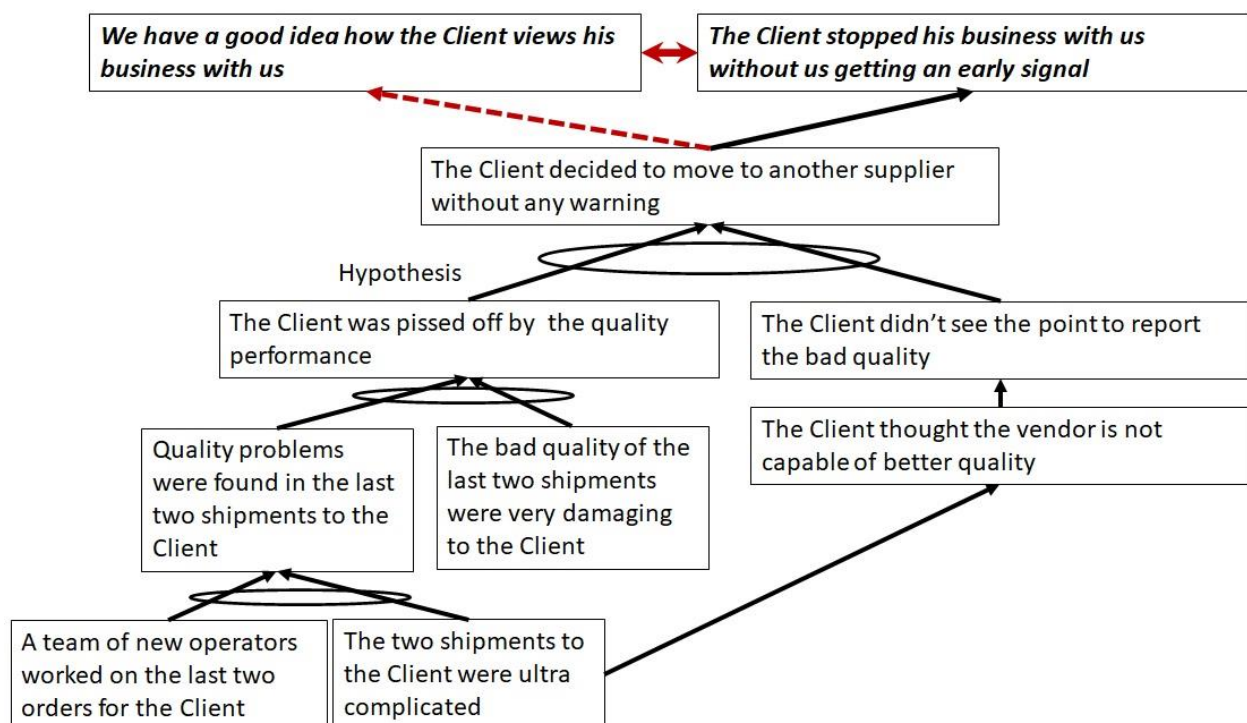 We have a good idea how the Client views his
business with us
The Client stopped his business with us
without us getting an early signal
The Client decided to move to another supplier
without any warning
Hypothesis
The Client was pissed off by the quality
performance
The Client didn't see the point to report
the bad quality
Quality problems
were found in the last
two shipments to the
Client
The bad quality of the
last two shipments
were very damaging
to the Client
The Client thought the vendor is not
capable of better quality
A team of new operators
worked on the last two
orders for the Client
The two shipments to
the Client were ultra
complicated